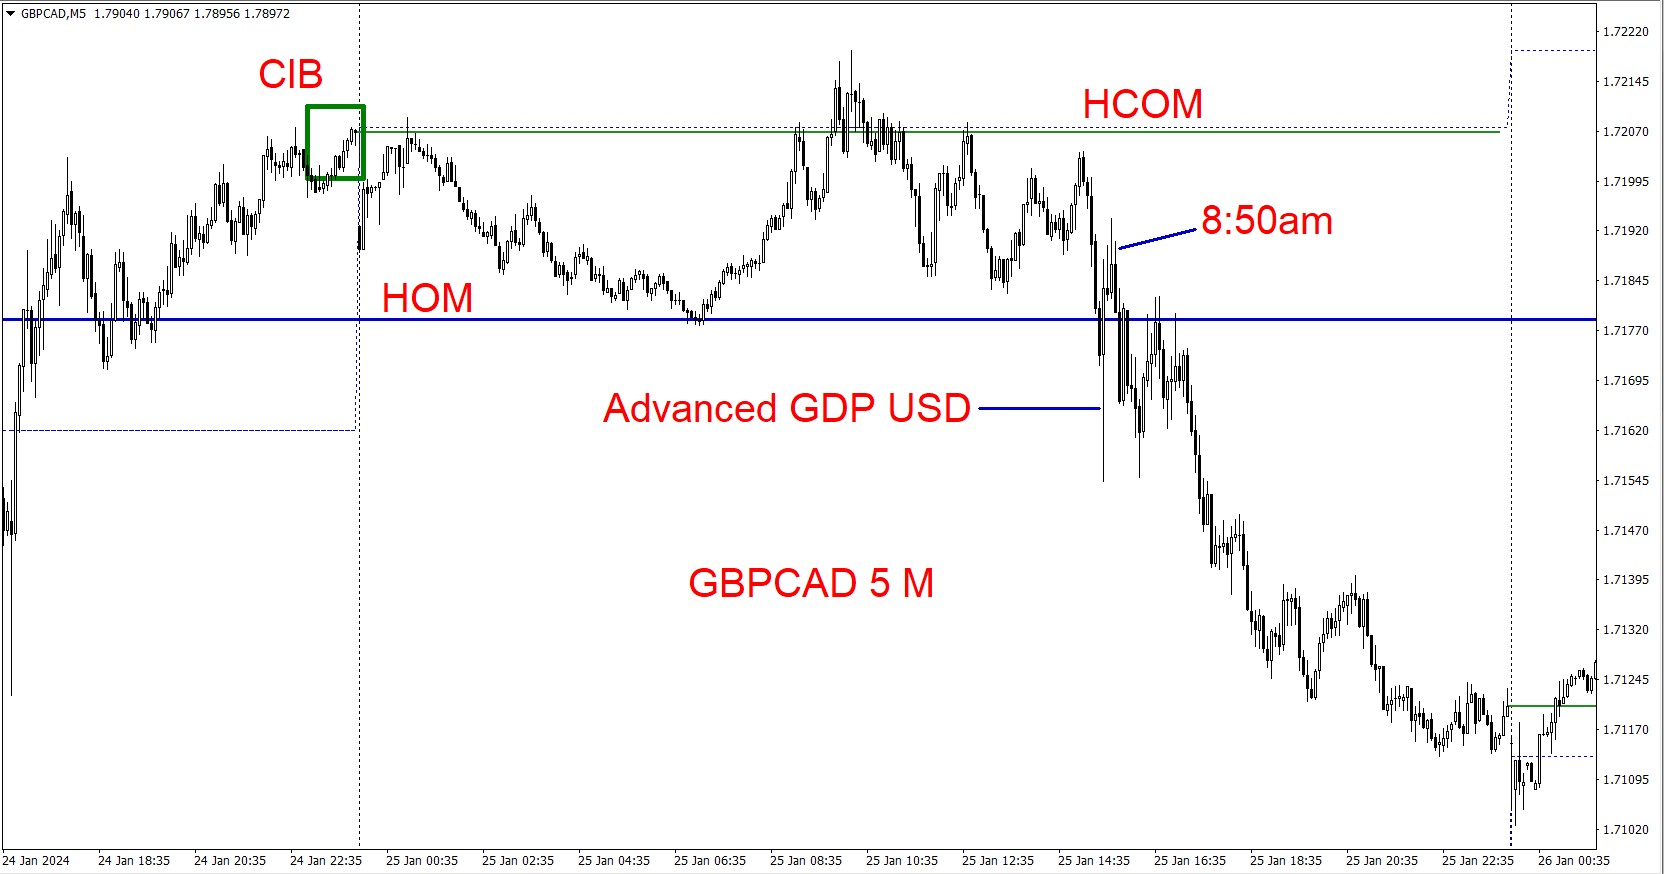 GBPCAD,M5 1.79040 1.79067 1.78956 1.78972
CIB
HCOM
8:50am
HOM
Advanced GDP USD
GBPCAD 5 M
1.72220
1.72145
1.72070
1.71995
1.71920
1.71845
1.71770
1.71695
1.71620
1.71545
1.71470
1.71395
1.71320
1.71245
1.71170
1.71095
1.71020
24 Jan 2024 24 Jan 18:35 24 Jan 20:35 24 Jan 22:35 25 Jan 00:35 25 Jan 02:35 25 Jan 04:35 25 Jan 06:35 25 Jan 08:35 25 Jan 10:35 25 Jan 12:35 25 Jan 14:35 25 Jan 16:35 25 Jan 18:35 25 Jan 20:35 25 Jan 22:35 26 Jan 00:35